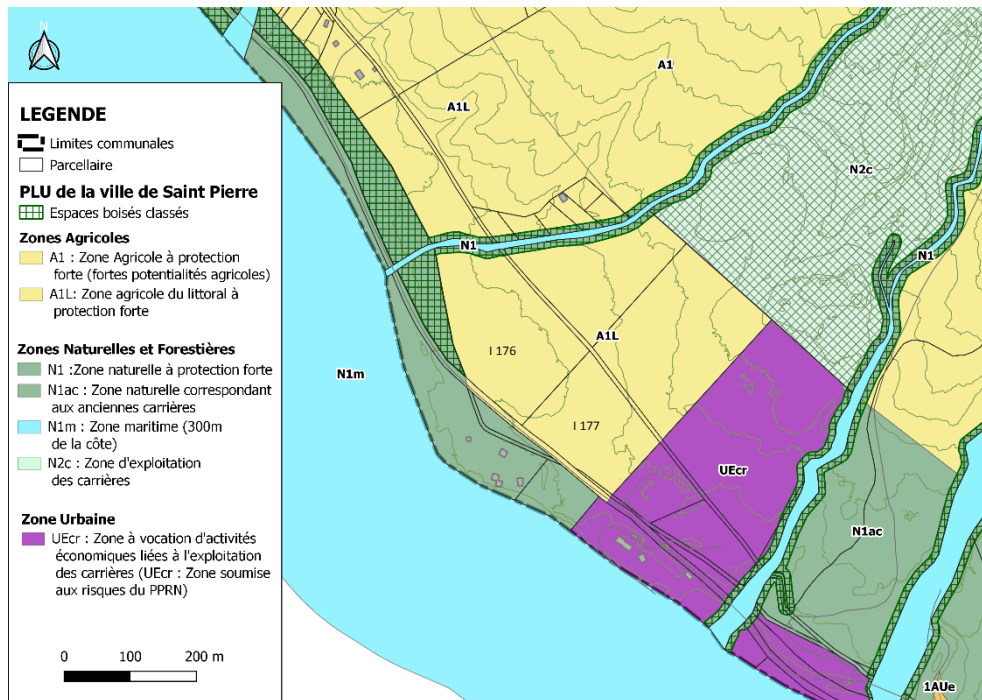 N
LEGENDE
Limites communales
Parcellaire
PLU de la ville de Saint Pierre
Espaces boisés classés
Zones Agricoles
A1 : Zone Agricole à protection
forte (fortes potentialités agricoles)
A1L: Zone agricole du littoral à
protection forte
Zones Naturelles et Forestières
N1 :Zone naturelle à protection forte
N1ac : Zone naturelle correspondant
aux anciennes carrières
N1m : Zone maritime (300m
de la côte)
N2c : Zone d'exploitation
des carrières
Zone Urbaine
UEcr : Zone à vocation d'activités
économiques liées à l'exploitation
des carrières (UEcr : Zone soumise
aux risques du PPRN)
0 100 200 m
A1
A1L
N2c
N1
N1
A1L
I 176
N1m
I 177
UEcr
N1ac
1AUe